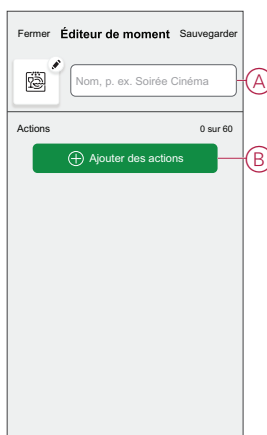 Fermer Éditeur de moment Sauvegarder
Nom, p. ex. Soirée Cinéma
A
Actions 0 sur 60
Ajouter des actions
B